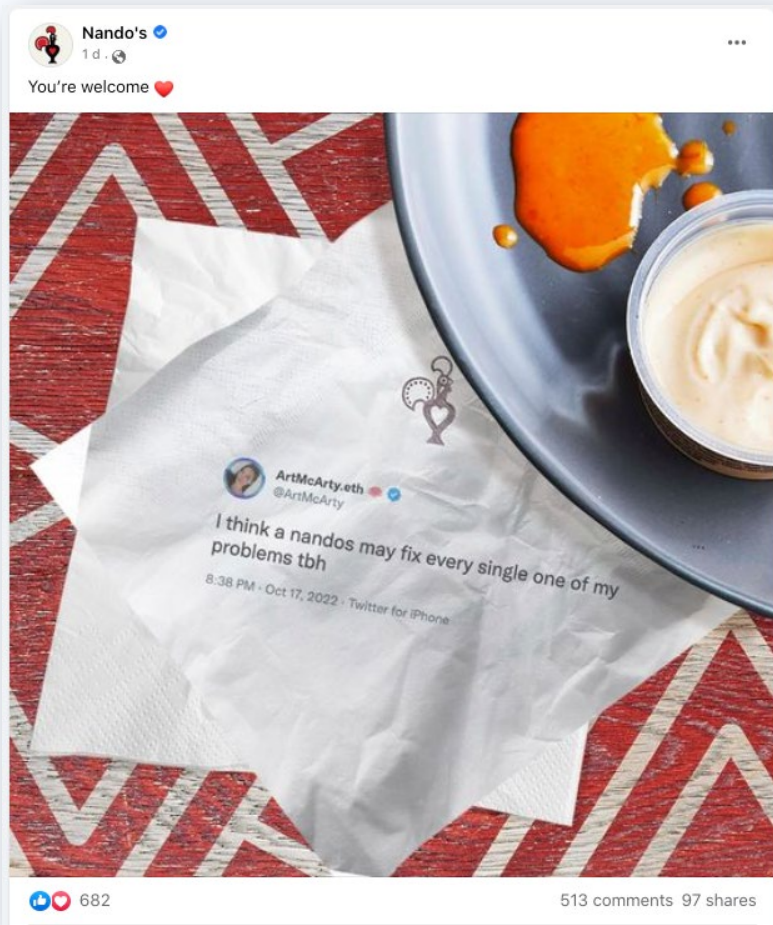 Nando's
1 d ·
You're welcome ❤️
ArtMcArty.eth
@ArtMcArty
I think a nandos may fix every single one of my
problems tbh
8:38 PM · Oct 17, 2022 · Twitter for iPhone
682
513 comments 97 shares